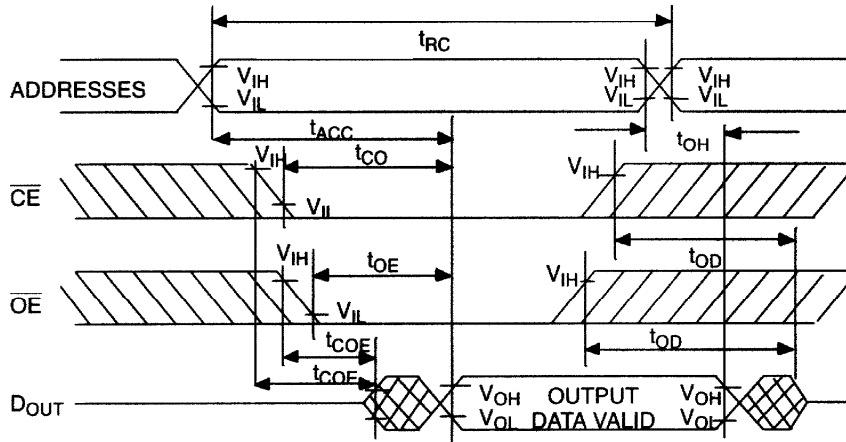 tRC
ADDRESSES
VIH
VIL
VIH
VIL
VIH
VIL
tACC
tOH
tCO
CE
VIH
VIL
VIH
tOD
OE
VIH
VIL
tOE
VIH
tCOE
tOD
tCOE
DOUT
VOH
VOL
OUTPUT
DATA VALID
VOH
VOL